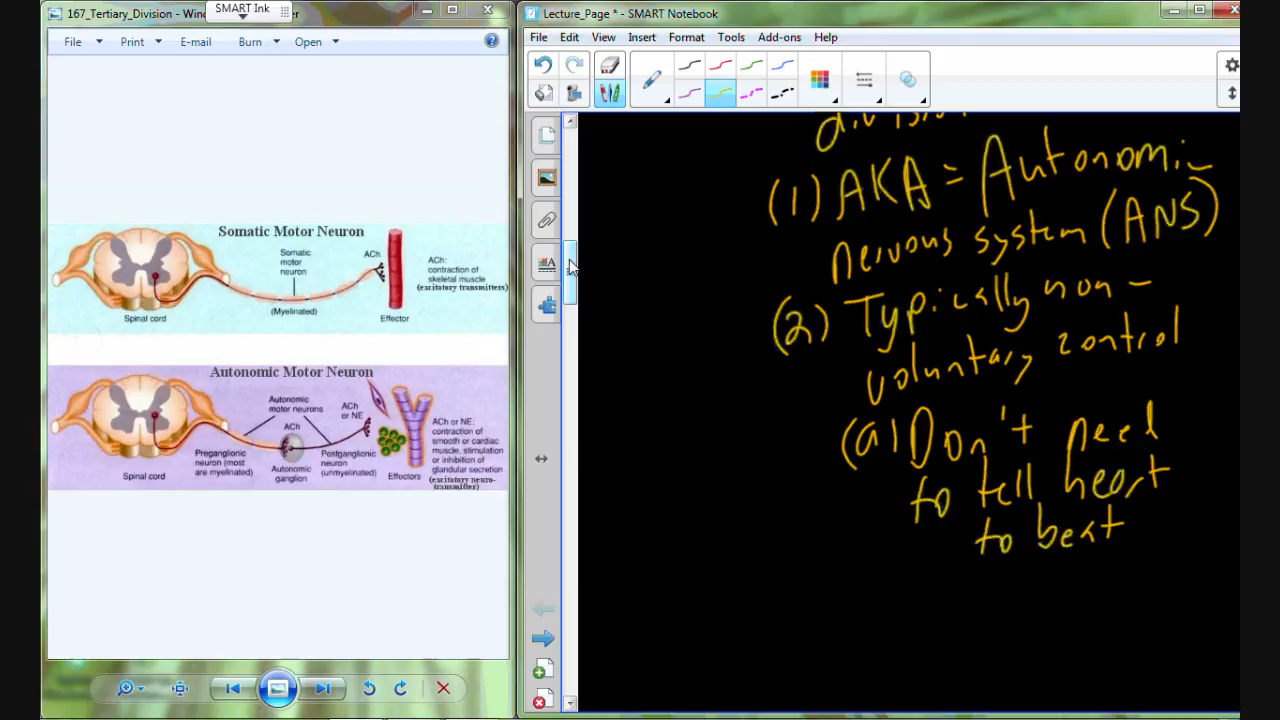 167_Tertiary_Division - Win
SMART Ink
er
File Print E-mail Burn Open
Somatic Motor Neuron
Somatic
motor
neuron
ACh
ACh:
contraction of
skeletal muscle
(excitatory transmitters)
Spinal cord
(Myelinated)
Effector
Autonomic Motor Neuron
Autonomic
motor neurons
ACh
or NE
ACh
ACh or NE:
contraction of
smooth or cardiac
muscle, stimulation
or inhibition of
glandular secretion
(excitatory neuro-
transmitter)
Preganglionic
neuron (most
are myelinated)
Postganglionic
neuron
(unmyelinated)
Spinal cord
Autonomic
ganglion
Effectors
Lecture_Page * - SMART Notebook
File Edit View Insert Format Tools Add-ons Help
(1) AKA = Autonomic
nervous system (ANS)
(2) Typically non-
voluntary control
(a) Don't need
to tell heart
to beat